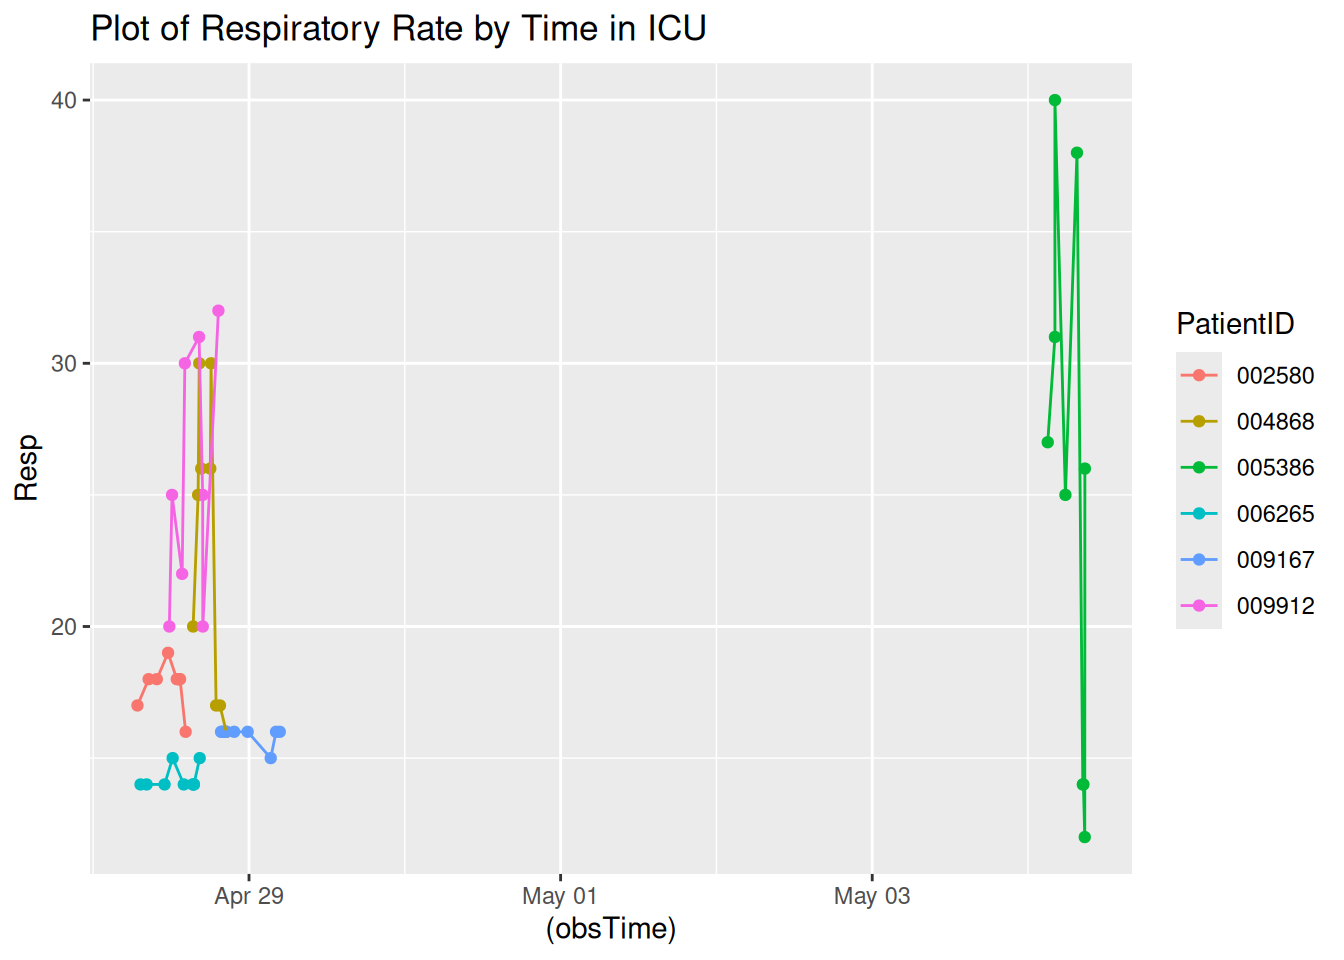 Plot of Respiratory Rate by Time in ICU
40
30
20
Resp
Apr 29
May 01
May 03
(obsTime)
PatientID
002580
004868
005386
006265
009167
009912